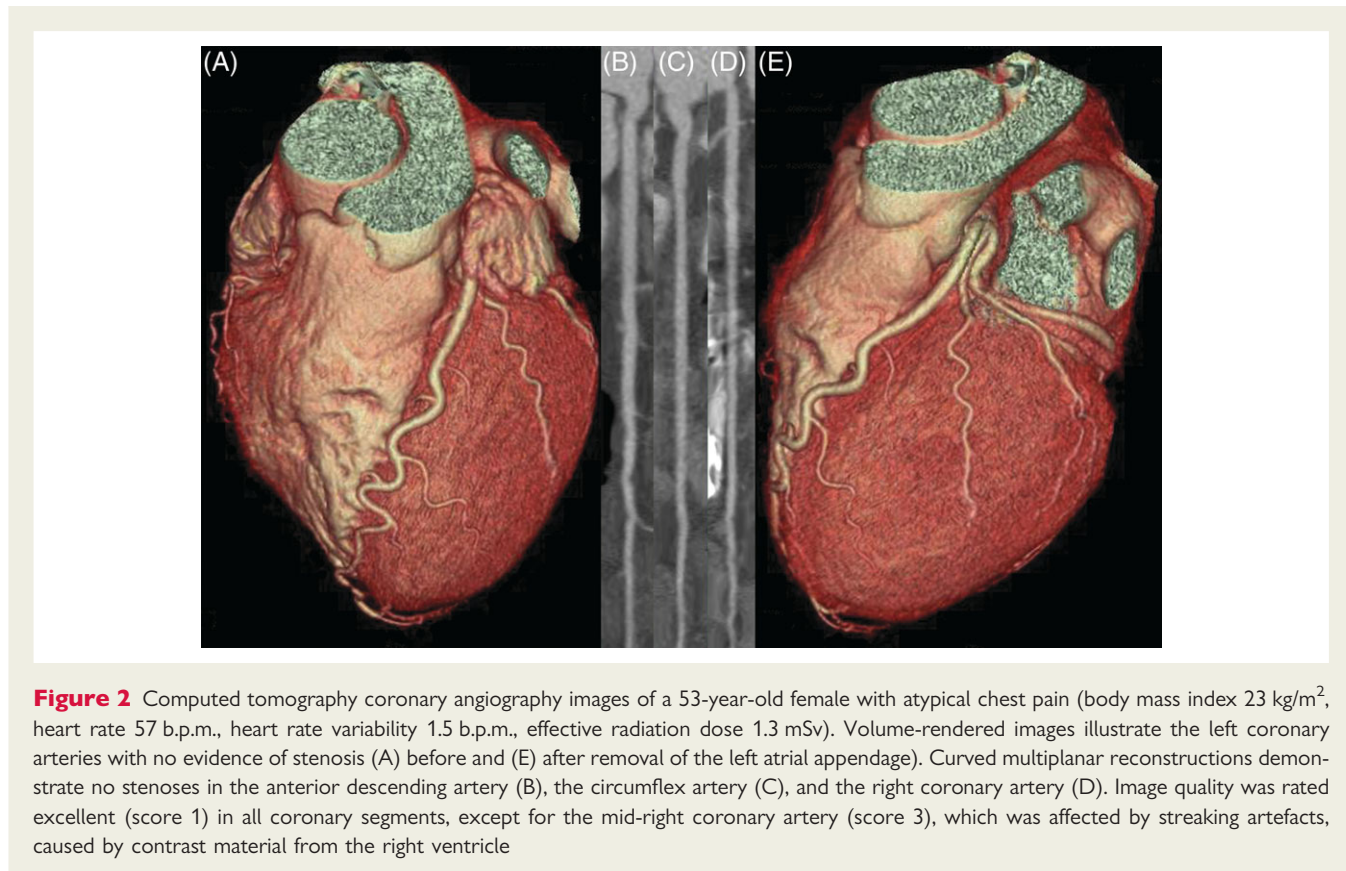 (A) (B) (C) (D) (E)
Figure 2 Computed tomography coronary angiography images of a 53-year-old female with atypical chest pain (body mass index 23 kg/m2,
heart rate 57 b.p.m., heart rate variability 1.5 b.p.m., effective radiation dose 1.3 mSv). Volume-rendered images illustrate the left coronary
arteries with no evidence of stenosis (A) before and (E) after removal of the left atrial appendage). Curved multiplanar reconstructions demon-
strate no stenoses in the anterior descending artery (B), the circumflex artery (C), and the right coronary artery (D). Image quality was rated
excellent (score 1) in all coronary segments, except for the mid-right coronary artery (score 3), which was affected by streaking artefacts,
caused by contrast material from the right ventricle